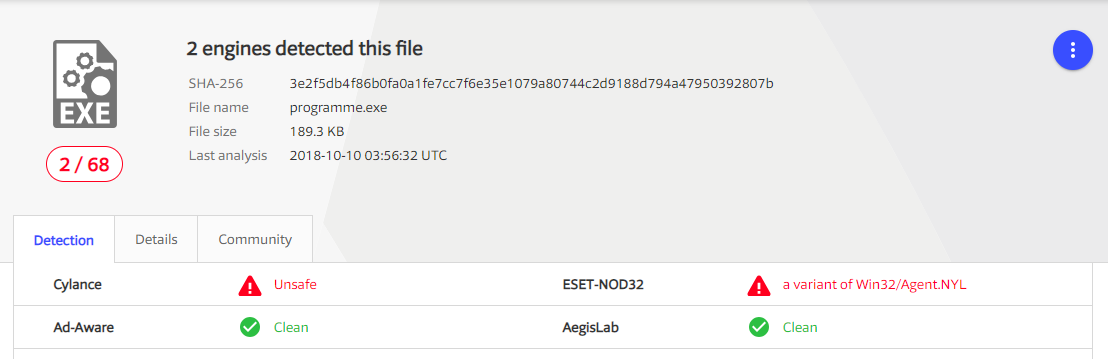 2 engines detected this file
SHA-256 3e2f5db4f86b0fa0a1fe7cc7f6e35e1079a80744c2d9188d794a47950392807b
File name programme.exe
File size 189.3 KB
Last analysis 2018-10-10 03:56:32 UTC
EXE
2 / 68
Detection Details Community
Cylance Unsafe ESET-NOD32 a variant of Win32/Agent.NYL
Ad-Aware Clean AegisLab Clean